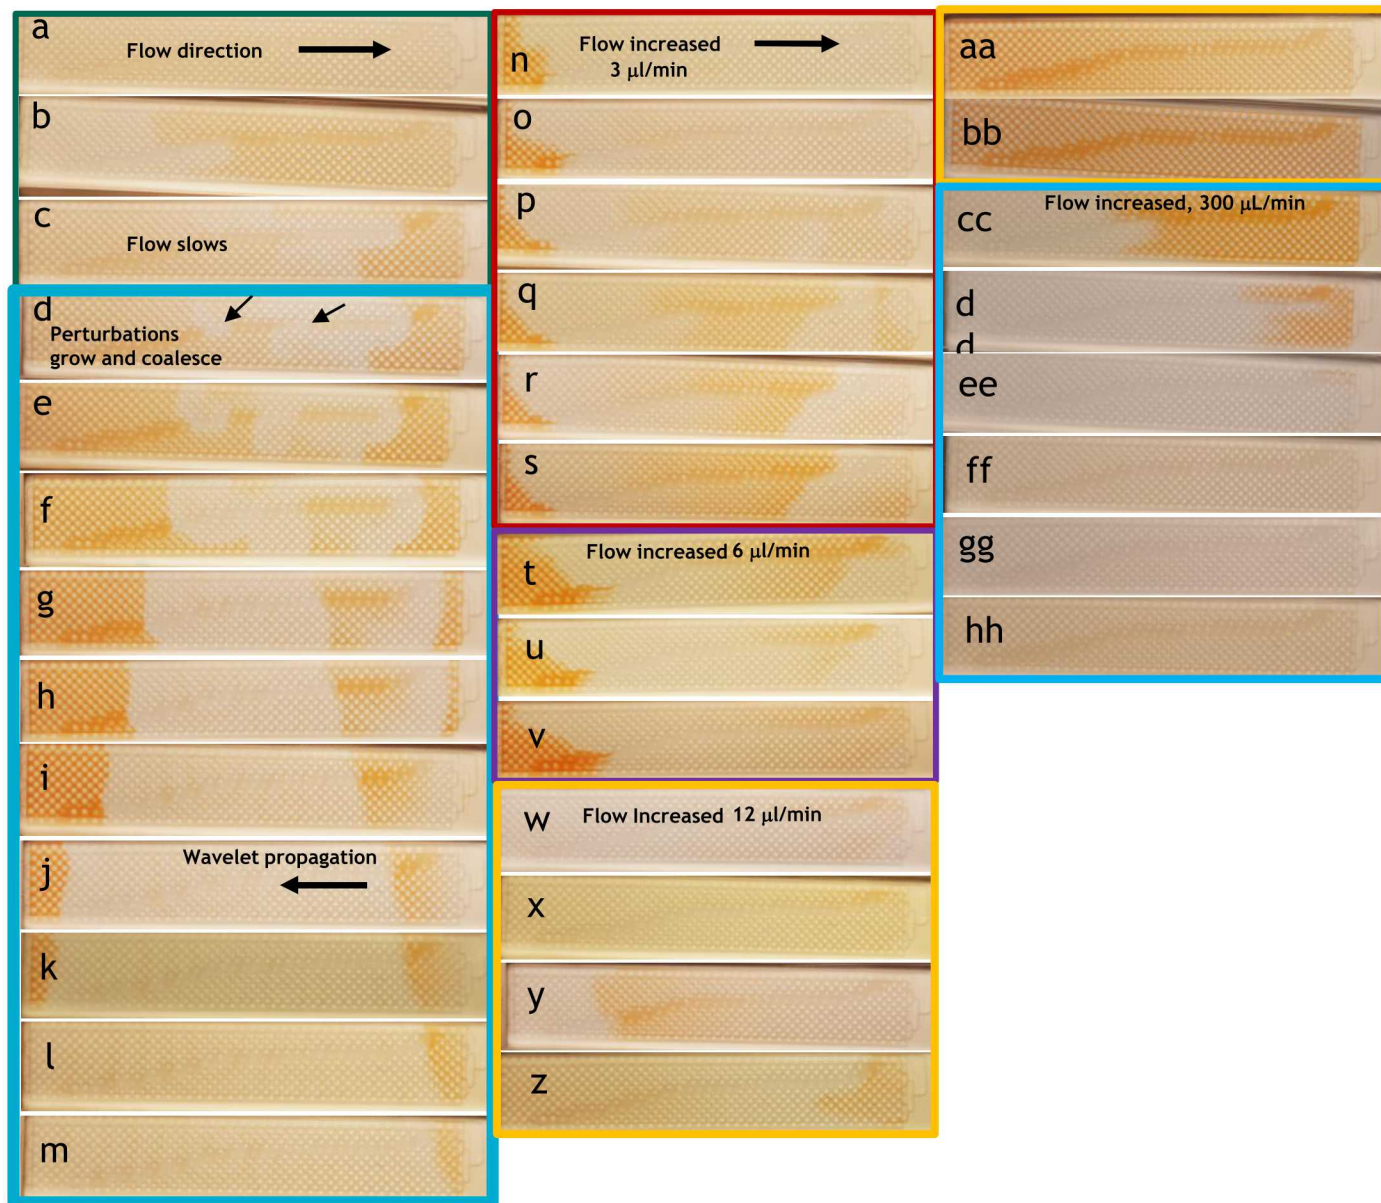 a
Flow direction
b
c
Flow slows
d
Perturbations
grow and coalesce
e
f
g
h
i
Wavelet propagation
j
k
l
m
Flow increased
3 μl/min
n
o
p
q
r
s
Flow increased 6 μl/min
t
u
v
w
Flow Increased 12 μl/min
x
y
z
aa
bb
Flow increased, 300 μL/min
cc
d
d
ee
ff
gg
hh